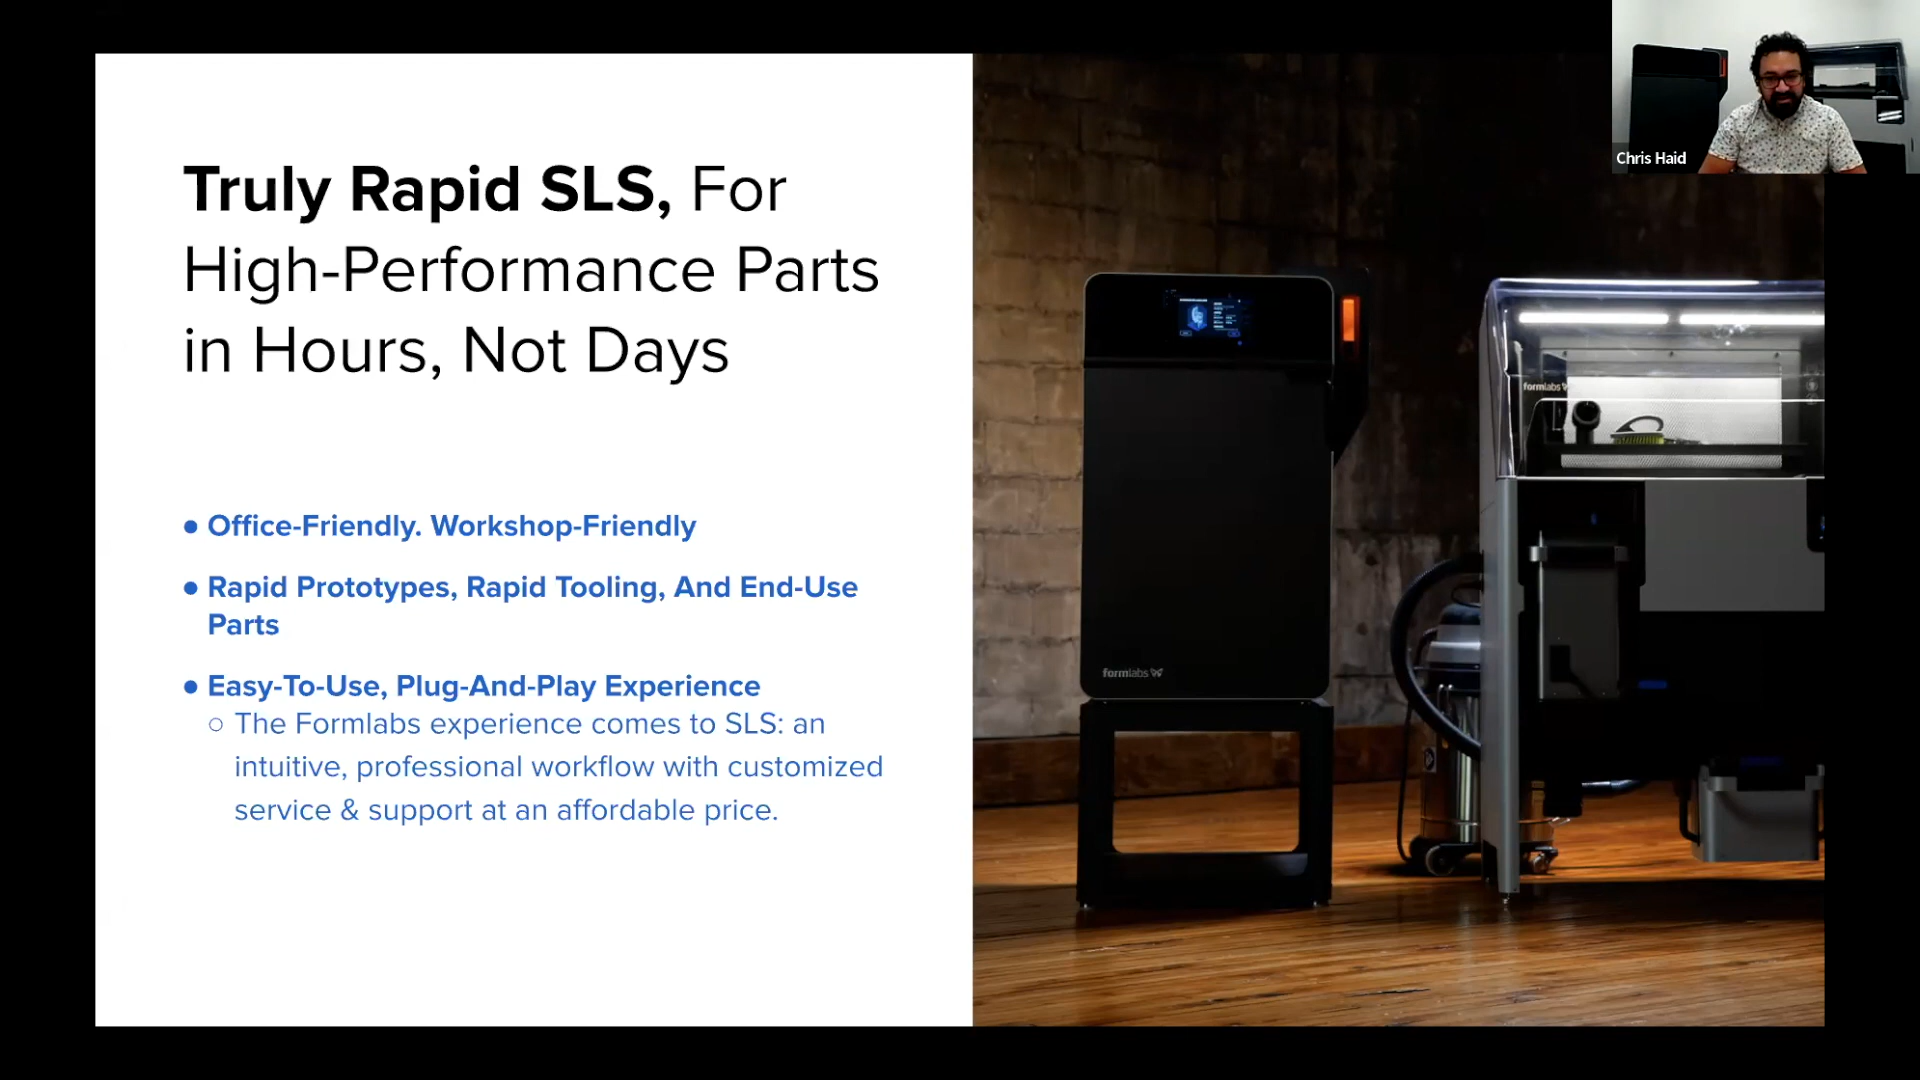 Truly Rapid SLS, For
High-Performance Parts
in Hours, Not Days
● Office-Friendly. Workshop-Friendly
● Rapid Prototypes, Rapid Tooling, And End-Use
Parts
● Easy-To-Use, Plug-And-Play Experience
○ The Formlabs experience comes to SLS: an
intuitive, professional workflow with customized
service & support at an affordable price.
Chris Haid
formlabs
formlabs